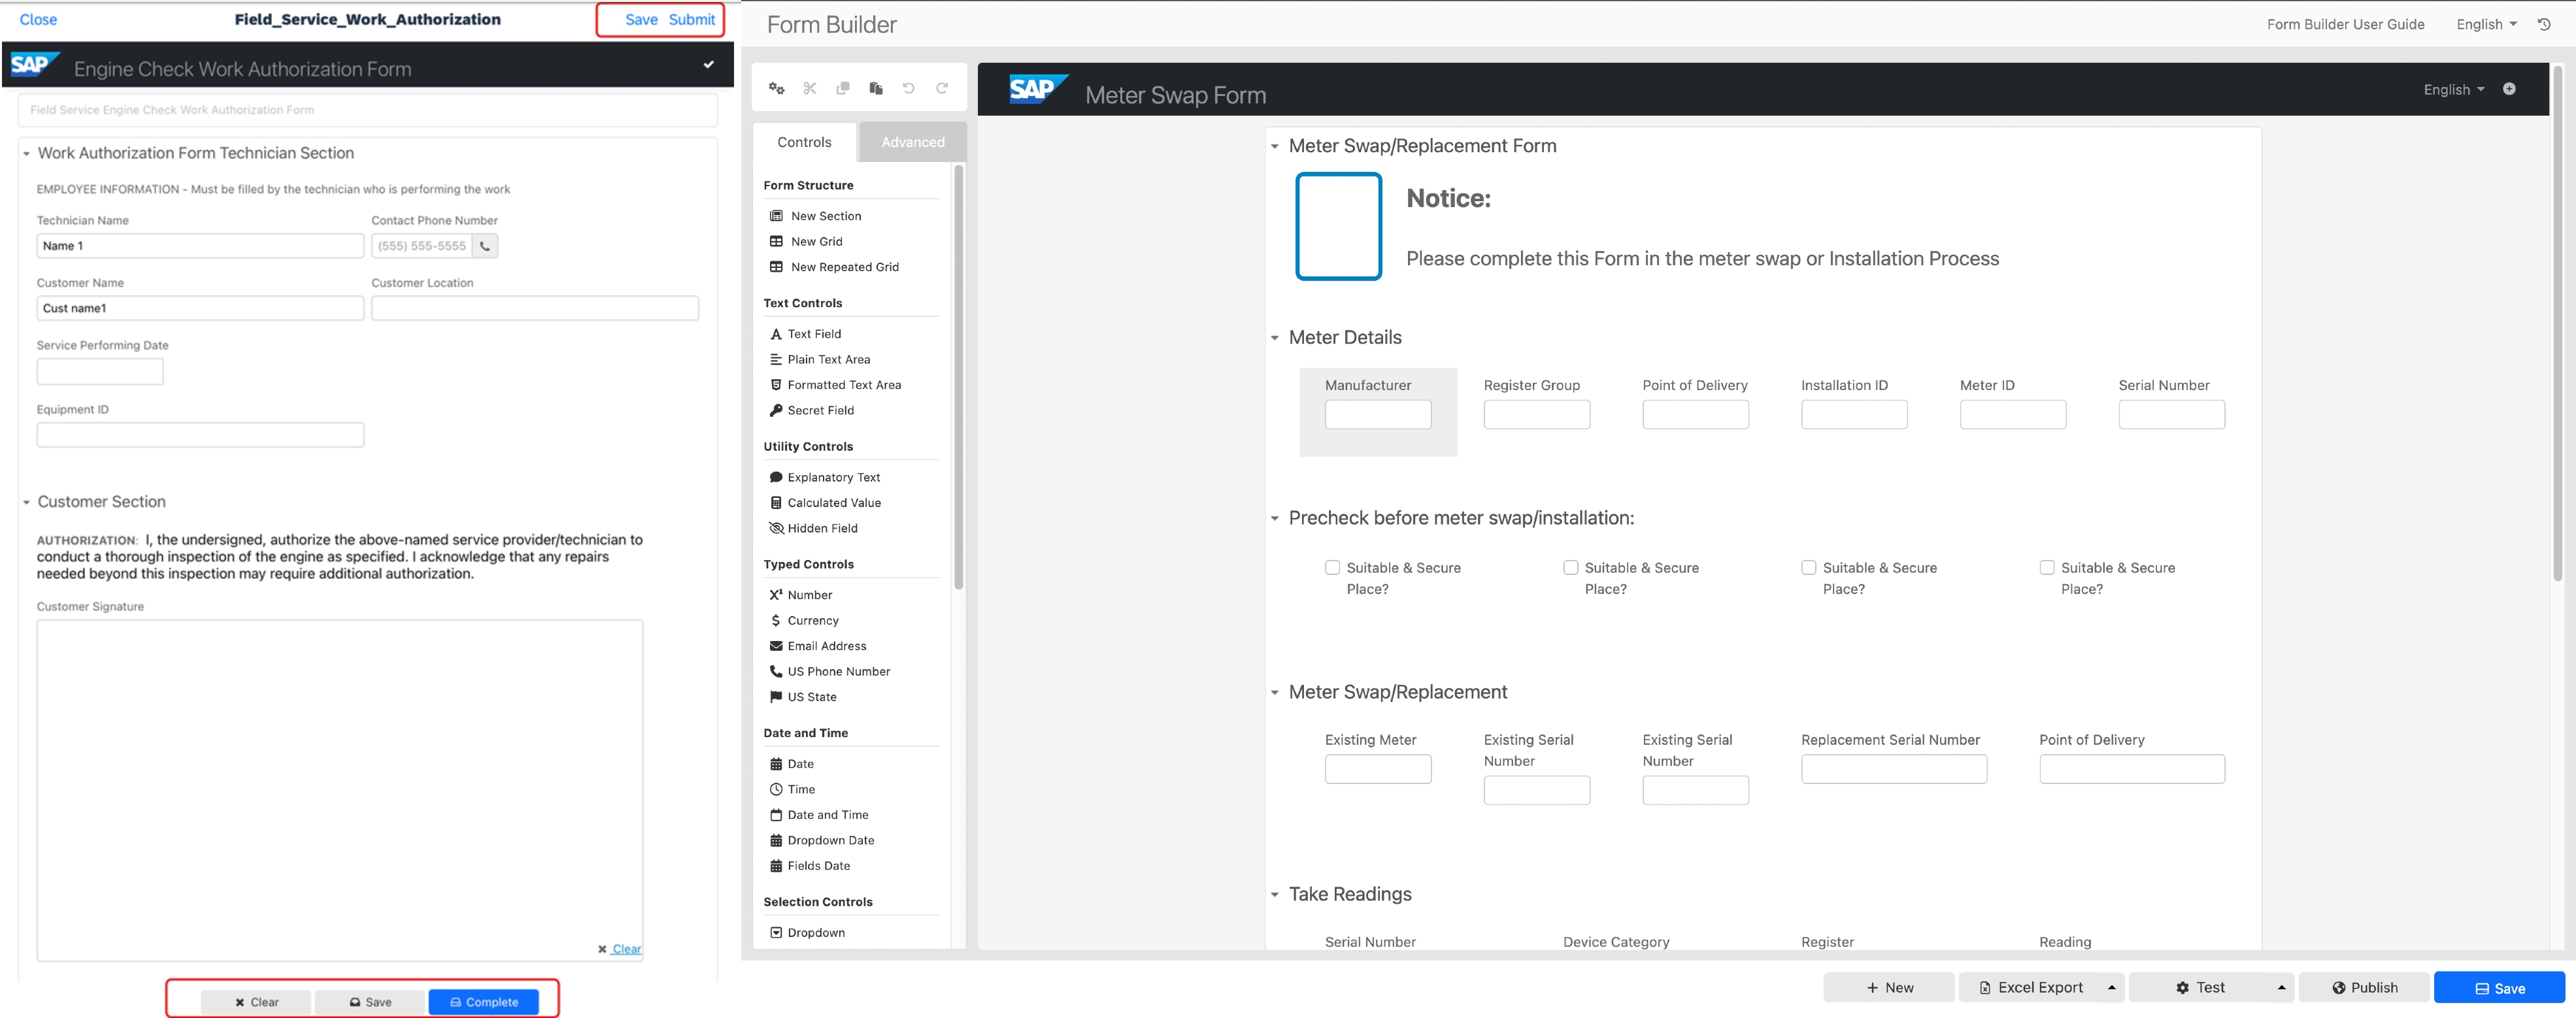 Close
Field_Service_Work_Authorization
Save Submit
SAP Engine Check Work Authorization Form
Field Service Engine Check Work Authorization Form
Work Authorization Form Technician Section
EMPLOYEE INFORMATION - Must be filled by the technician who is performing the work
Technician Name Contact Phone Number
Name 1 (555) 555-5555
Customer Name Customer Location
Cust name1
Service Performing Date
Equipment ID
Customer Section
AUTHORIZATION: I, the undersigned, authorize the above-named service provider/technician to
conduct a thorough inspection of the engine as specified. I acknowledge that any repairs
needed beyond this inspection may require additional authorization.
Customer Signature
Clear
Clear Save Complete
Form Builder
Form Builder User Guide English
Controls Advanced
Form Structure
New Section
New Grid
New Repeated Grid
Text Controls
Text Field
Plain Text Area
Formatted Text Area
Secret Field
Utility Controls
Explanatory Text
Calculated Value
Hidden Field
Typed Controls
Number
Currency
Email Address
US Phone Number
US State
Date and Time
Date
Time
Date and Time
Dropdown Date
Fields Date
Selection Controls
Dropdown
SAP Meter Swap Form English
Meter Swap/Replacement Form
Notice:
Please complete this Form in the meter swap or Installation Process
Meter Details
Manufacturer Register Group Point of Delivery Installation ID Meter ID Serial Number
Precheck before meter swap/installation:
Suitable & Secure Suitable & Secure Suitable & Secure Suitable & Secure
Place? Place? Place? Place?
Meter Swap/Replacement
Existing Meter Existing Serial Existing Serial Replacement Serial Number Point of Delivery
Number Number
Take Readings
Serial Number Device Category Register Reading
New Excel Export Test Publish Save